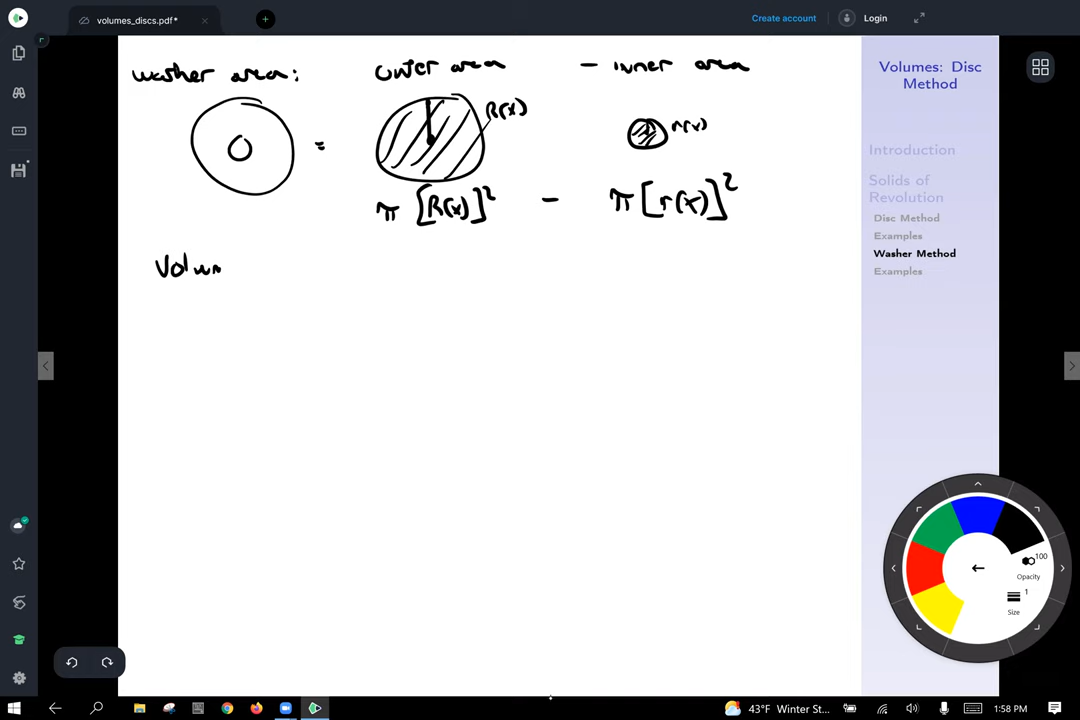 volumes_discs.pdf*
Create account
Login
washer area: outer area - inner area
= R(x) r(x)
π [R(x)]² - π [r(x)]²
Volum
Volumes: Disc
Method
Introduction
Solids of
Revolution
Disc Method
Examples
Washer Method
Examples
100
Opacity
1
Size
43°F Winter St...
1:58 PM